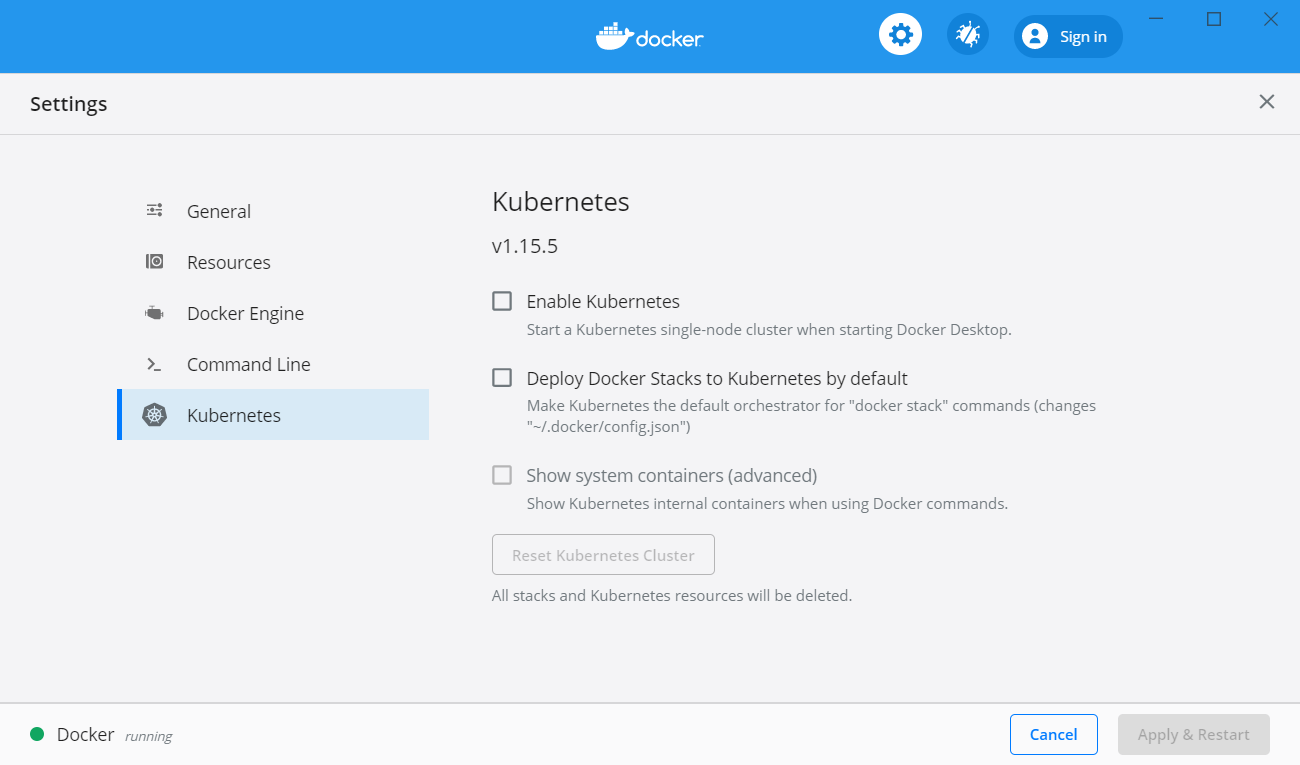 docker
Sign in
Settings
General
Resources
Docker Engine
Command Line
Kubernetes
Kubernetes
v1.15.5
Enable Kubernetes
Start a Kubernetes single-node cluster when starting Docker Desktop.
Deploy Docker Stacks to Kubernetes by default
Make Kubernetes the default orchestrator for "docker stack" commands (changes
"~/.docker/config.json")
Show system containers (advanced)
Show Kubernetes internal containers when using Docker commands.
Reset Kubernetes Cluster
All stacks and Kubernetes resources will be deleted.
Docker running
Cancel
Apply & Restart